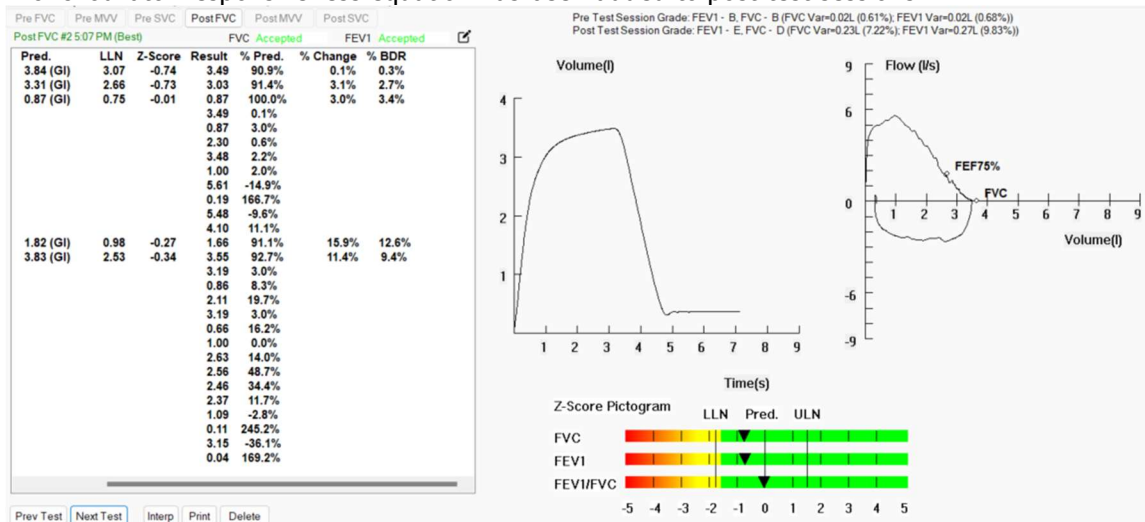 Pre FVC Pre MVV Pre SVC Post FVC Post MVV Post SVC
Post FVC #2 5:07 PM (Best) FVC Accepted FEV1 Accepted
Pre Test Session Grade: FEV1 - B, FVC - B (FVC Var=0.02L (0.61%); FEV1 Var=0.02L (0.68%))
Post Test Session Grade: FEV1 - E, FVC - D (FVC Var=0.23L (7.22%); FEV1 Var=0.27L (9.83%))
Pred. LLN Z-Score Result % Pred. % Change % BDR
3.84 (GI) 3.07 -0.74 3.49 90.9% 0.1% 0.3%
3.31 (GI) 2.66 -0.73 3.03 91.4% 3.1% 2.7%
0.87 (GI) 0.75 -0.01 0.87 100.0% 3.0% 3.4%
3.49 0.1%
0.87 3.0%
2.30 0.6%
3.48 2.2%
1.00 2.0%
5.61 -14.9%
0.19 166.7%
5.48 -9.6%
4.10 11.1%
1.82 (GI) 0.98 -0.27 1.66 91.1% 15.9% 12.6%
3.83 (GI) 2.53 -0.34 3.55 92.7% 11.4% 9.4%
3.19 3.0%
0.86 8.3%
2.11 19.7%
3.19 3.0%
0.66 16.2%
1.00 0.0%
2.63 14.0%
2.56 48.7%
2.46 34.4%
2.37 11.7%
1.09 -2.8%
0.11 245.2%
3.15 -36.1%
0.04 169.2%
Prev Test Next Test Interp Print Delete
Volume(l)
4
3
2
1
1 2 3 4 5 6 7 8 9
Time(s)
9 Flow (l/s)
6
FEF75%
FVC
0 1 2 3 4 5 6 7 8 9
Volume(l)
-6
-9
Z-Score Pictogram LLN Pred. ULN
FVC
FEV1
FEV1/FVC
-5 -4 -3 -2 -1 0 1 2 3 4 5